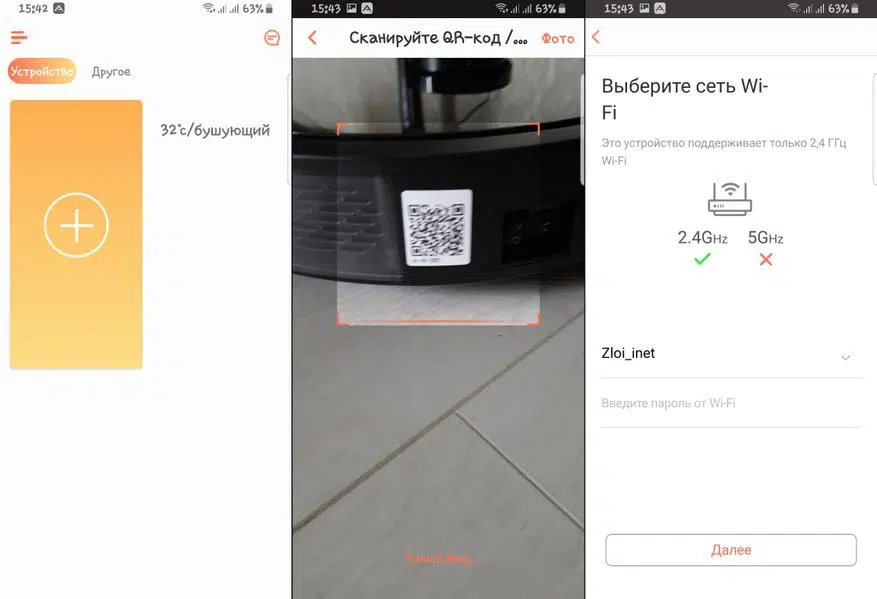 15:42
63%
Устройство
Другое
32°c/бушующий
15:43
63%
Сканируйте QR-код /...
Фото
15:43
63%
Выберите сеть Wi-
Fi
Это устройство поддерживает только 2,4 ГГц
Wi-Fi
2.4GHz
5GHz
Zloi_inet
Введите пароль от Wi-Fi
Далее